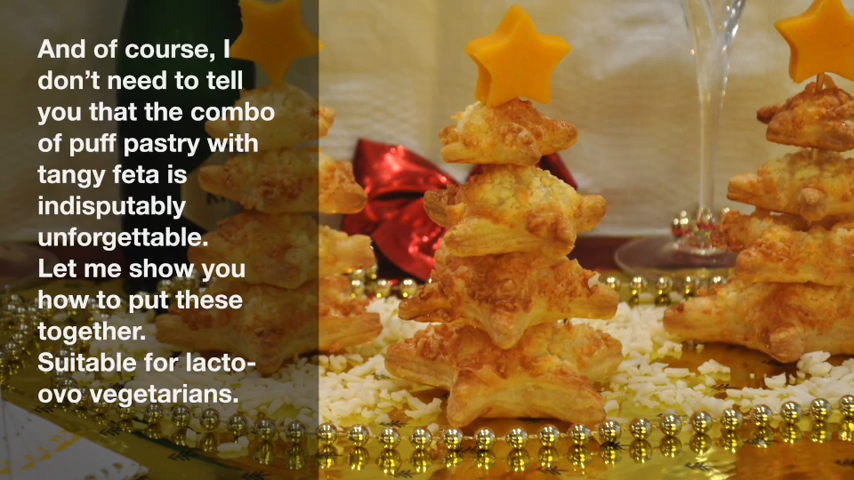 And of course, I
don’t need to tell
you that the combo
of puff pastry with
tangy feta is
indisputably
unforgettable.
Let me show you
how to put these
together.
Suitable for lacto-
ovo vegetarians.